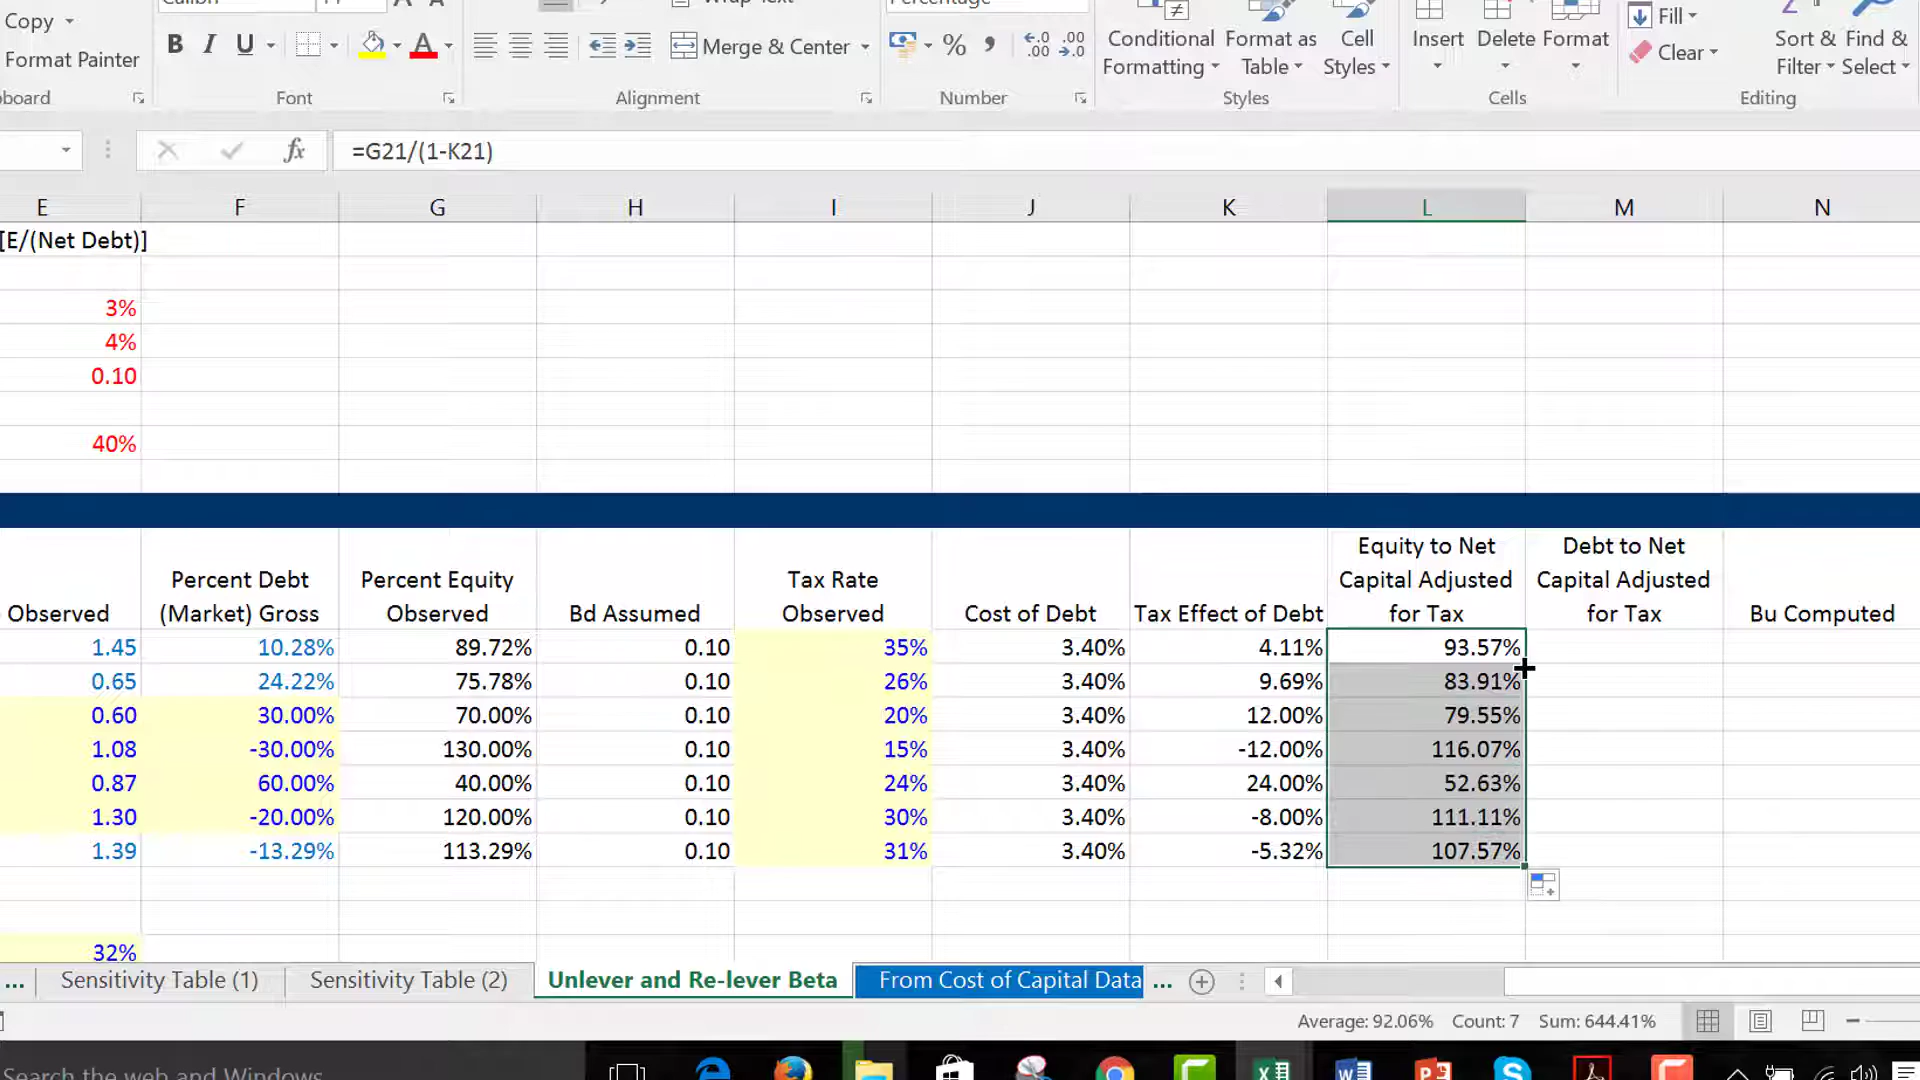 Copy
Format Painter
board
B I U
Font
Merge & Center
Alignment
Percentage
%
Number
Conditional Formatting
Format as Table
Cell Styles
Styles
Insert
Delete
Format
Cells
Fill
Clear
Sort & Filter
Find & Select
Editing
fx =G21/(1-K21)
E F G H I J K L M N
[E/(Net Debt)]
3%
4%
0.10
40%
Observed
Percent Debt
(Market) Gross
Percent Equity
Observed
Bd Assumed
Tax Rate
Observed
Cost of Debt
Tax Effect of Debt
Equity to Net
Capital Adjusted
for Tax
Debt to Net
Capital Adjusted
for Tax
Bu Computed
1.45 10.28% 89.72% 0.10 35% 3.40% 4.11% 93.57%
0.65 24.22% 75.78% 0.10 26% 3.40% 9.69% 83.91%
0.60 30.00% 70.00% 0.10 20% 3.40% 12.00% 79.55%
1.08 -30.00% 130.00% 0.10 15% 3.40% -12.00% 116.07%
0.87 60.00% 40.00% 0.10 24% 3.40% 24.00% 52.63%
1.30 -20.00% 120.00% 0.10 30% 3.40% -8.00% 111.11%
1.39 -13.29% 113.29% 0.10 31% 3.40% -5.32% 107.57%
32%
... Sensitivity Table (1) Sensitivity Table (2) Unlever and Re-lever Beta From Cost of Capital Data ...
Average: 92.06% Count: 7 Sum: 644.41%
Search the web and Windows